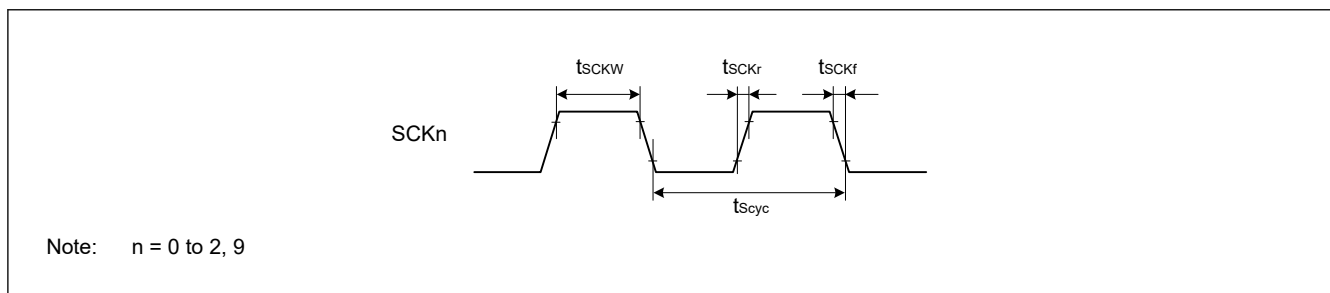 tSCKW tSCKr tSCKf
SCKn
tScyc
Note: n = 0 to 2, 9